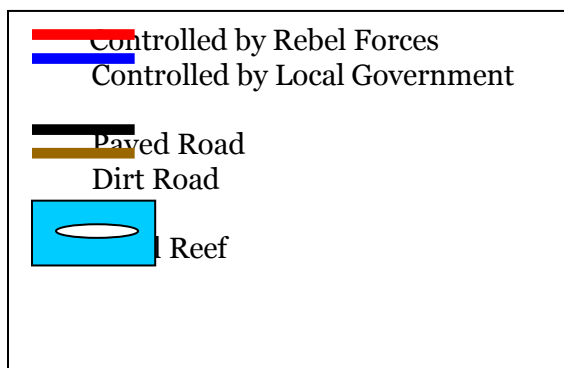 Controlled by Rebel Forces
Controlled by Local Government
Paved Road
Dirt Road
Reef